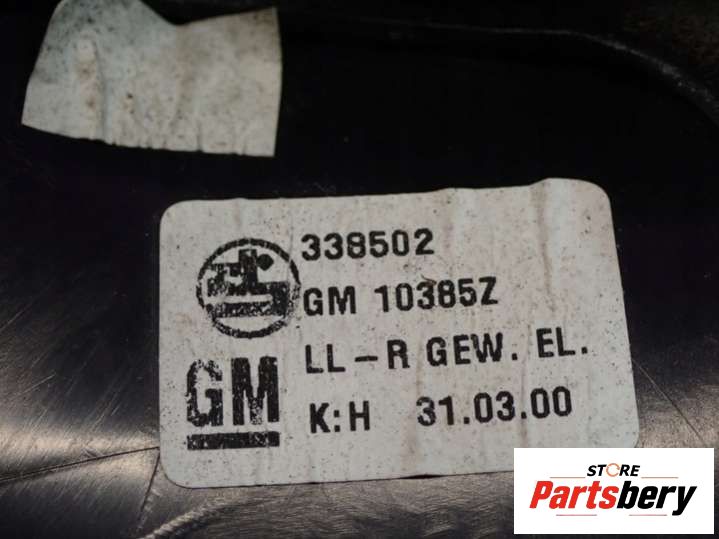 338502
GM 10385Z
LL-R GEW. EL.
GM
K:H 31.03.00
STORE
Partsbery